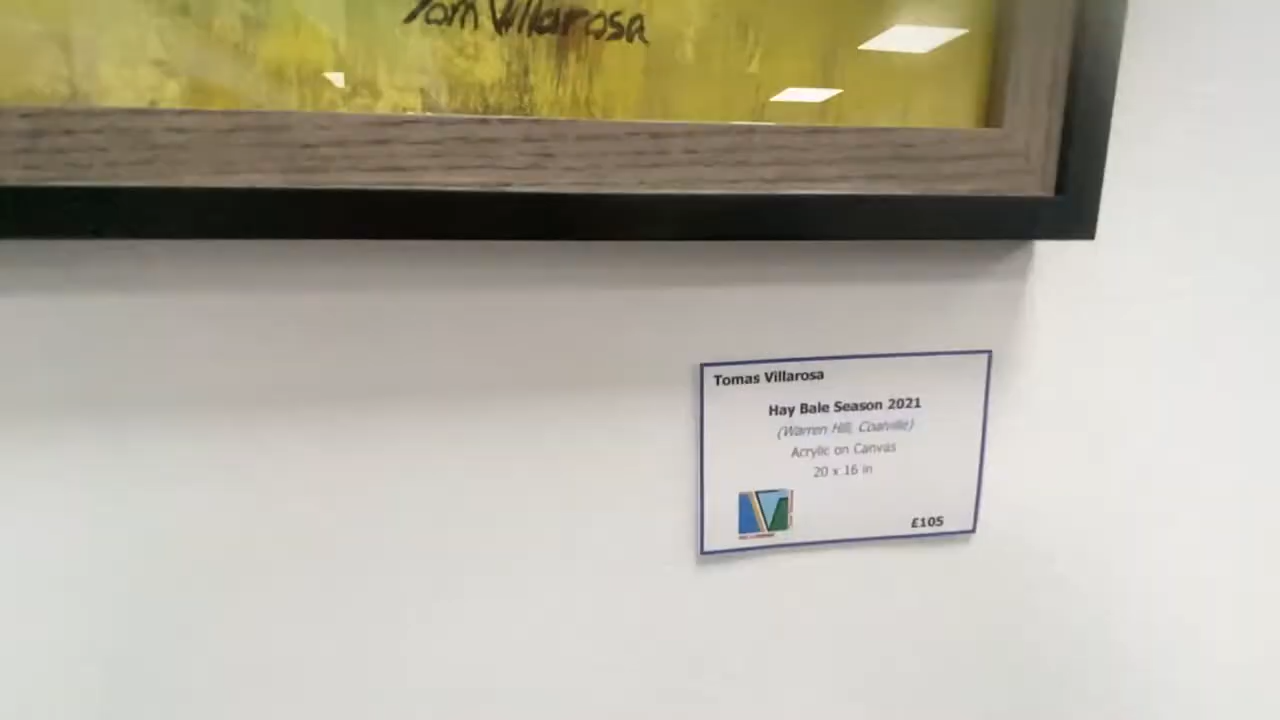 Tom Villarosa
Tomas Villarosa
Hay Bale Season 2021
(Warren Hill, Coalville)
Acrylic on Canvas
20 x 16 in
£105